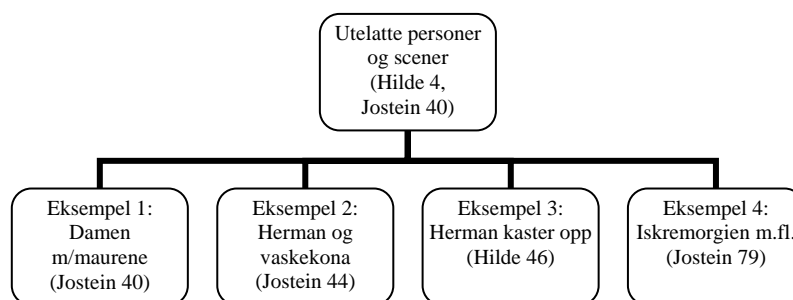 Utelatte personer
og scener
(Hilde 4,
Jostein 40)
Eksempel 1:
Damen
m/maurene
(Jostein 40)
Eksempel 2:
Herman og
vaskekona
(Jostein 44)
Eksempel 3:
Herman kaster opp
(Hilde 46)
Eksempel 4:
Iskremorgien m.fl.
(Jostein 79)